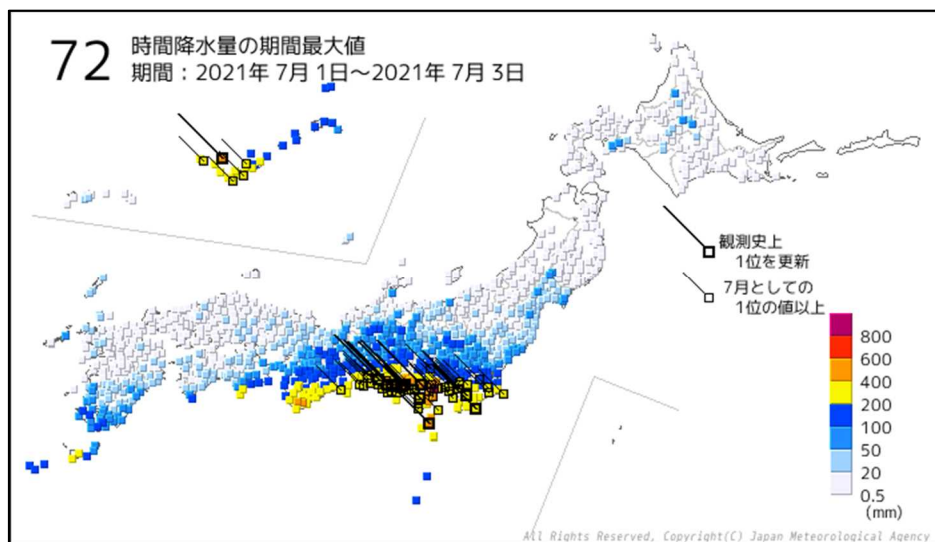 72 時間降水量の期間最大値
期間：2021年 7月 1日～2021年 7月 3日
観測史上
1位を更新
7月としての
1位の値以上
800
600
400
200
100
50
20
0.5
(mm)
All Rights Reserved, Copyright(C) Japan Meteorological Agency